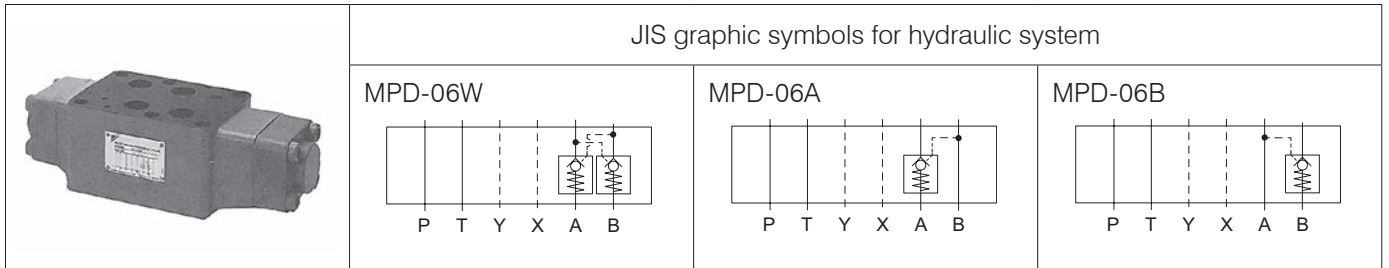 JIS graphic symbols for hydraulic system
MPD-06W
MPD-06A
MPD-06B
P T Y X A B
P T Y X A B
P T Y X A B